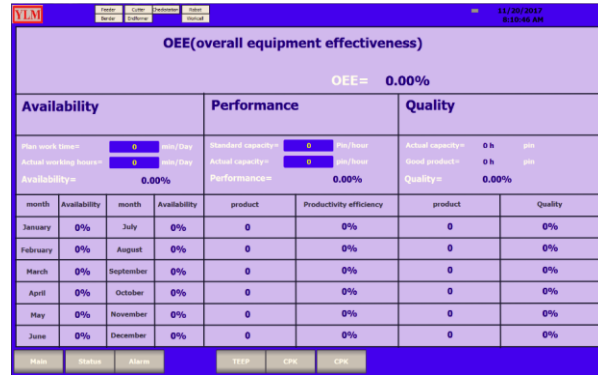 YLM
Feeder Cutter Checkstation Robot
Bender Endformer Manual
11/20/2017
8:10:40 AM
OEE(overall equipment effectiveness)
OEE= 0.00%
Availability Performance Quality
Plan work time= 0 min/Day Standard capacity= 0 Pin/hour Actual capacity= 0 h pin
Actual working hours= 0 min/Day Actual capacity= 0 pin/hour Good product= 0 h pin
Availability= 0.00% Performance= 0.00% Quality= 0.00%
month Availability month Availability product Productivity efficiency product Quality
January 0% July 0% 0 0% 0 0%
February 0% August 0% 0 0% 0 0%
March 0% September 0% 0 0% 0 0%
April 0% October 0% 0 0% 0 0%
May 0% November 0% 0 0% 0 0%
June 0% December 0% 0 0% 0 0%
Main Status Alarm TEEP CPK CPK